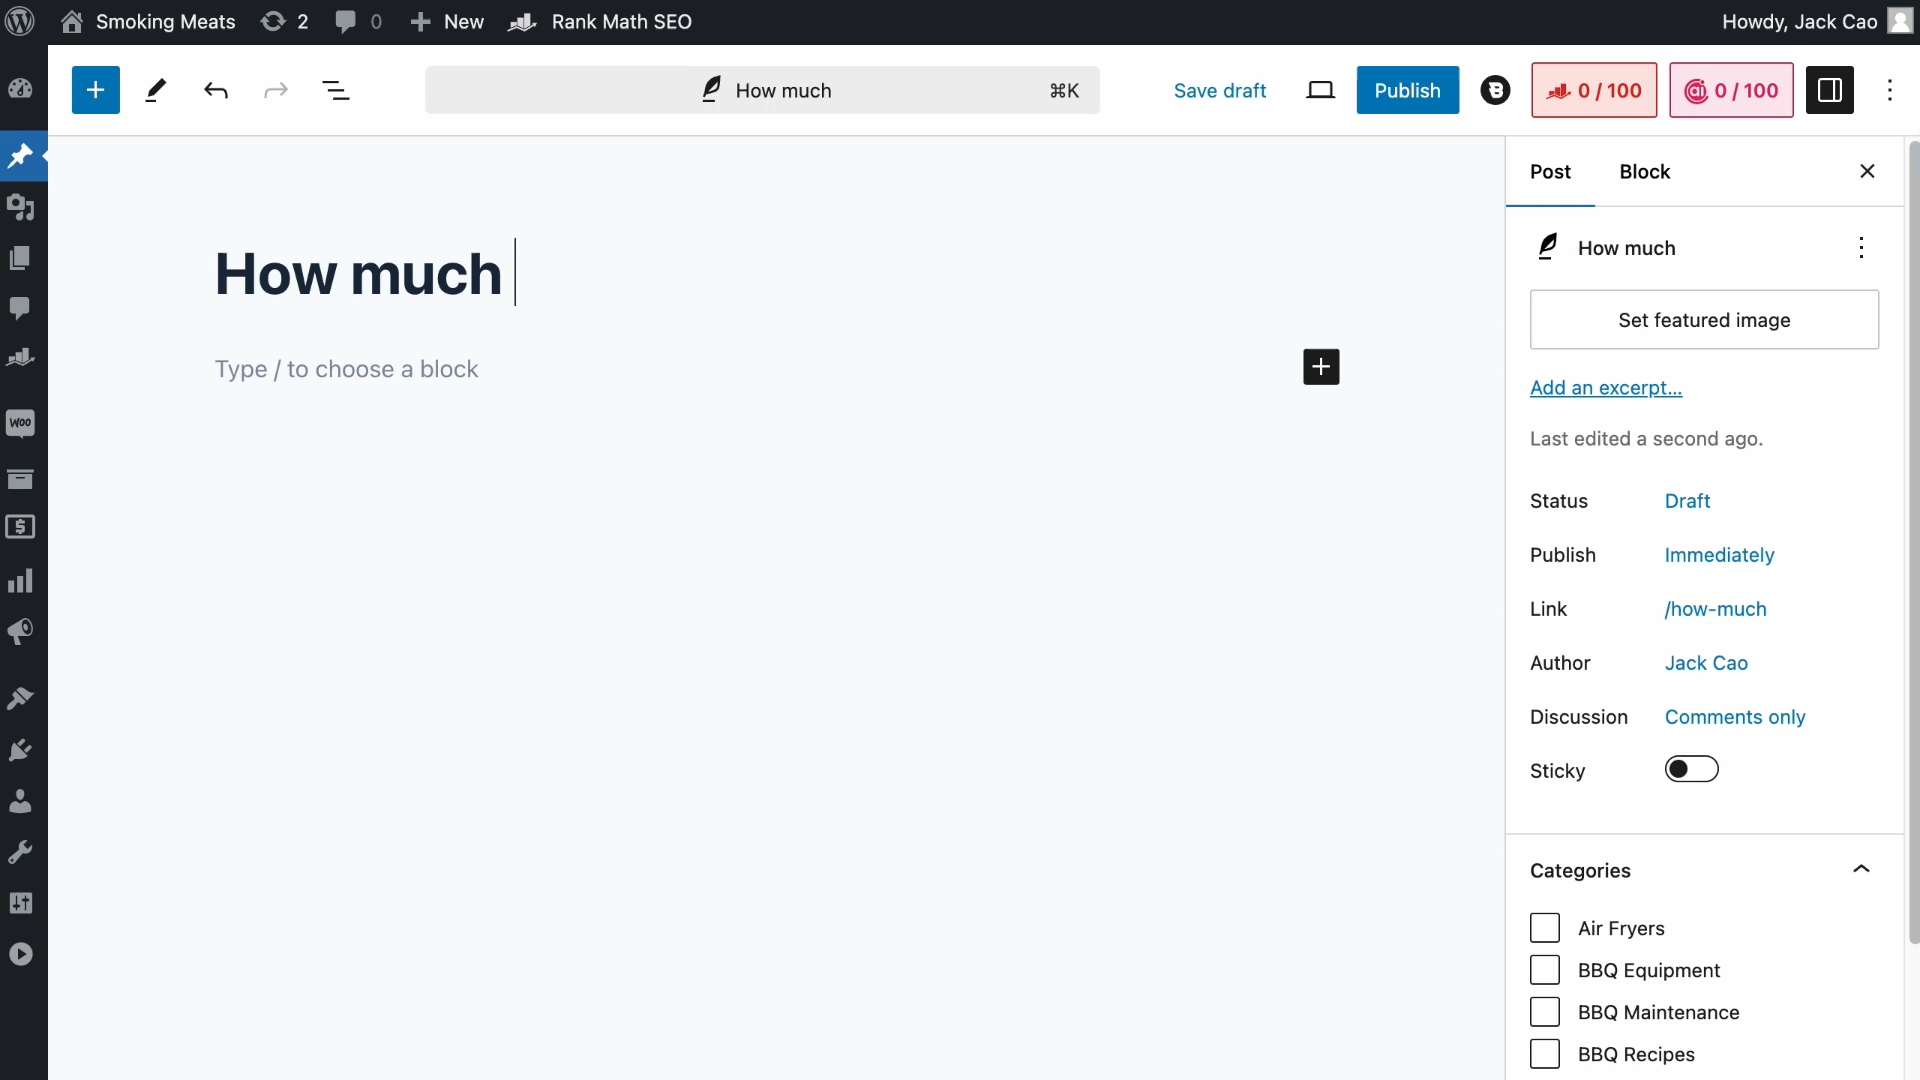 Smoking Meats 2 0 New Rank Math SEO Howdy, Jack Cao
How much ⌘K Save draft Publish B 0 / 100 ai 0 / 100
Post Block
How much
How much
Set featured image
Type / to choose a block
Add an excerpt...
Last edited a second ago.
Woo
Status Draft
Publish Immediately
Link /how-much
Author Jack Cao
Discussion Comments only
Sticky
Categories
Air Fryers
BBQ Equipment
BBQ Maintenance
BBQ Recipes